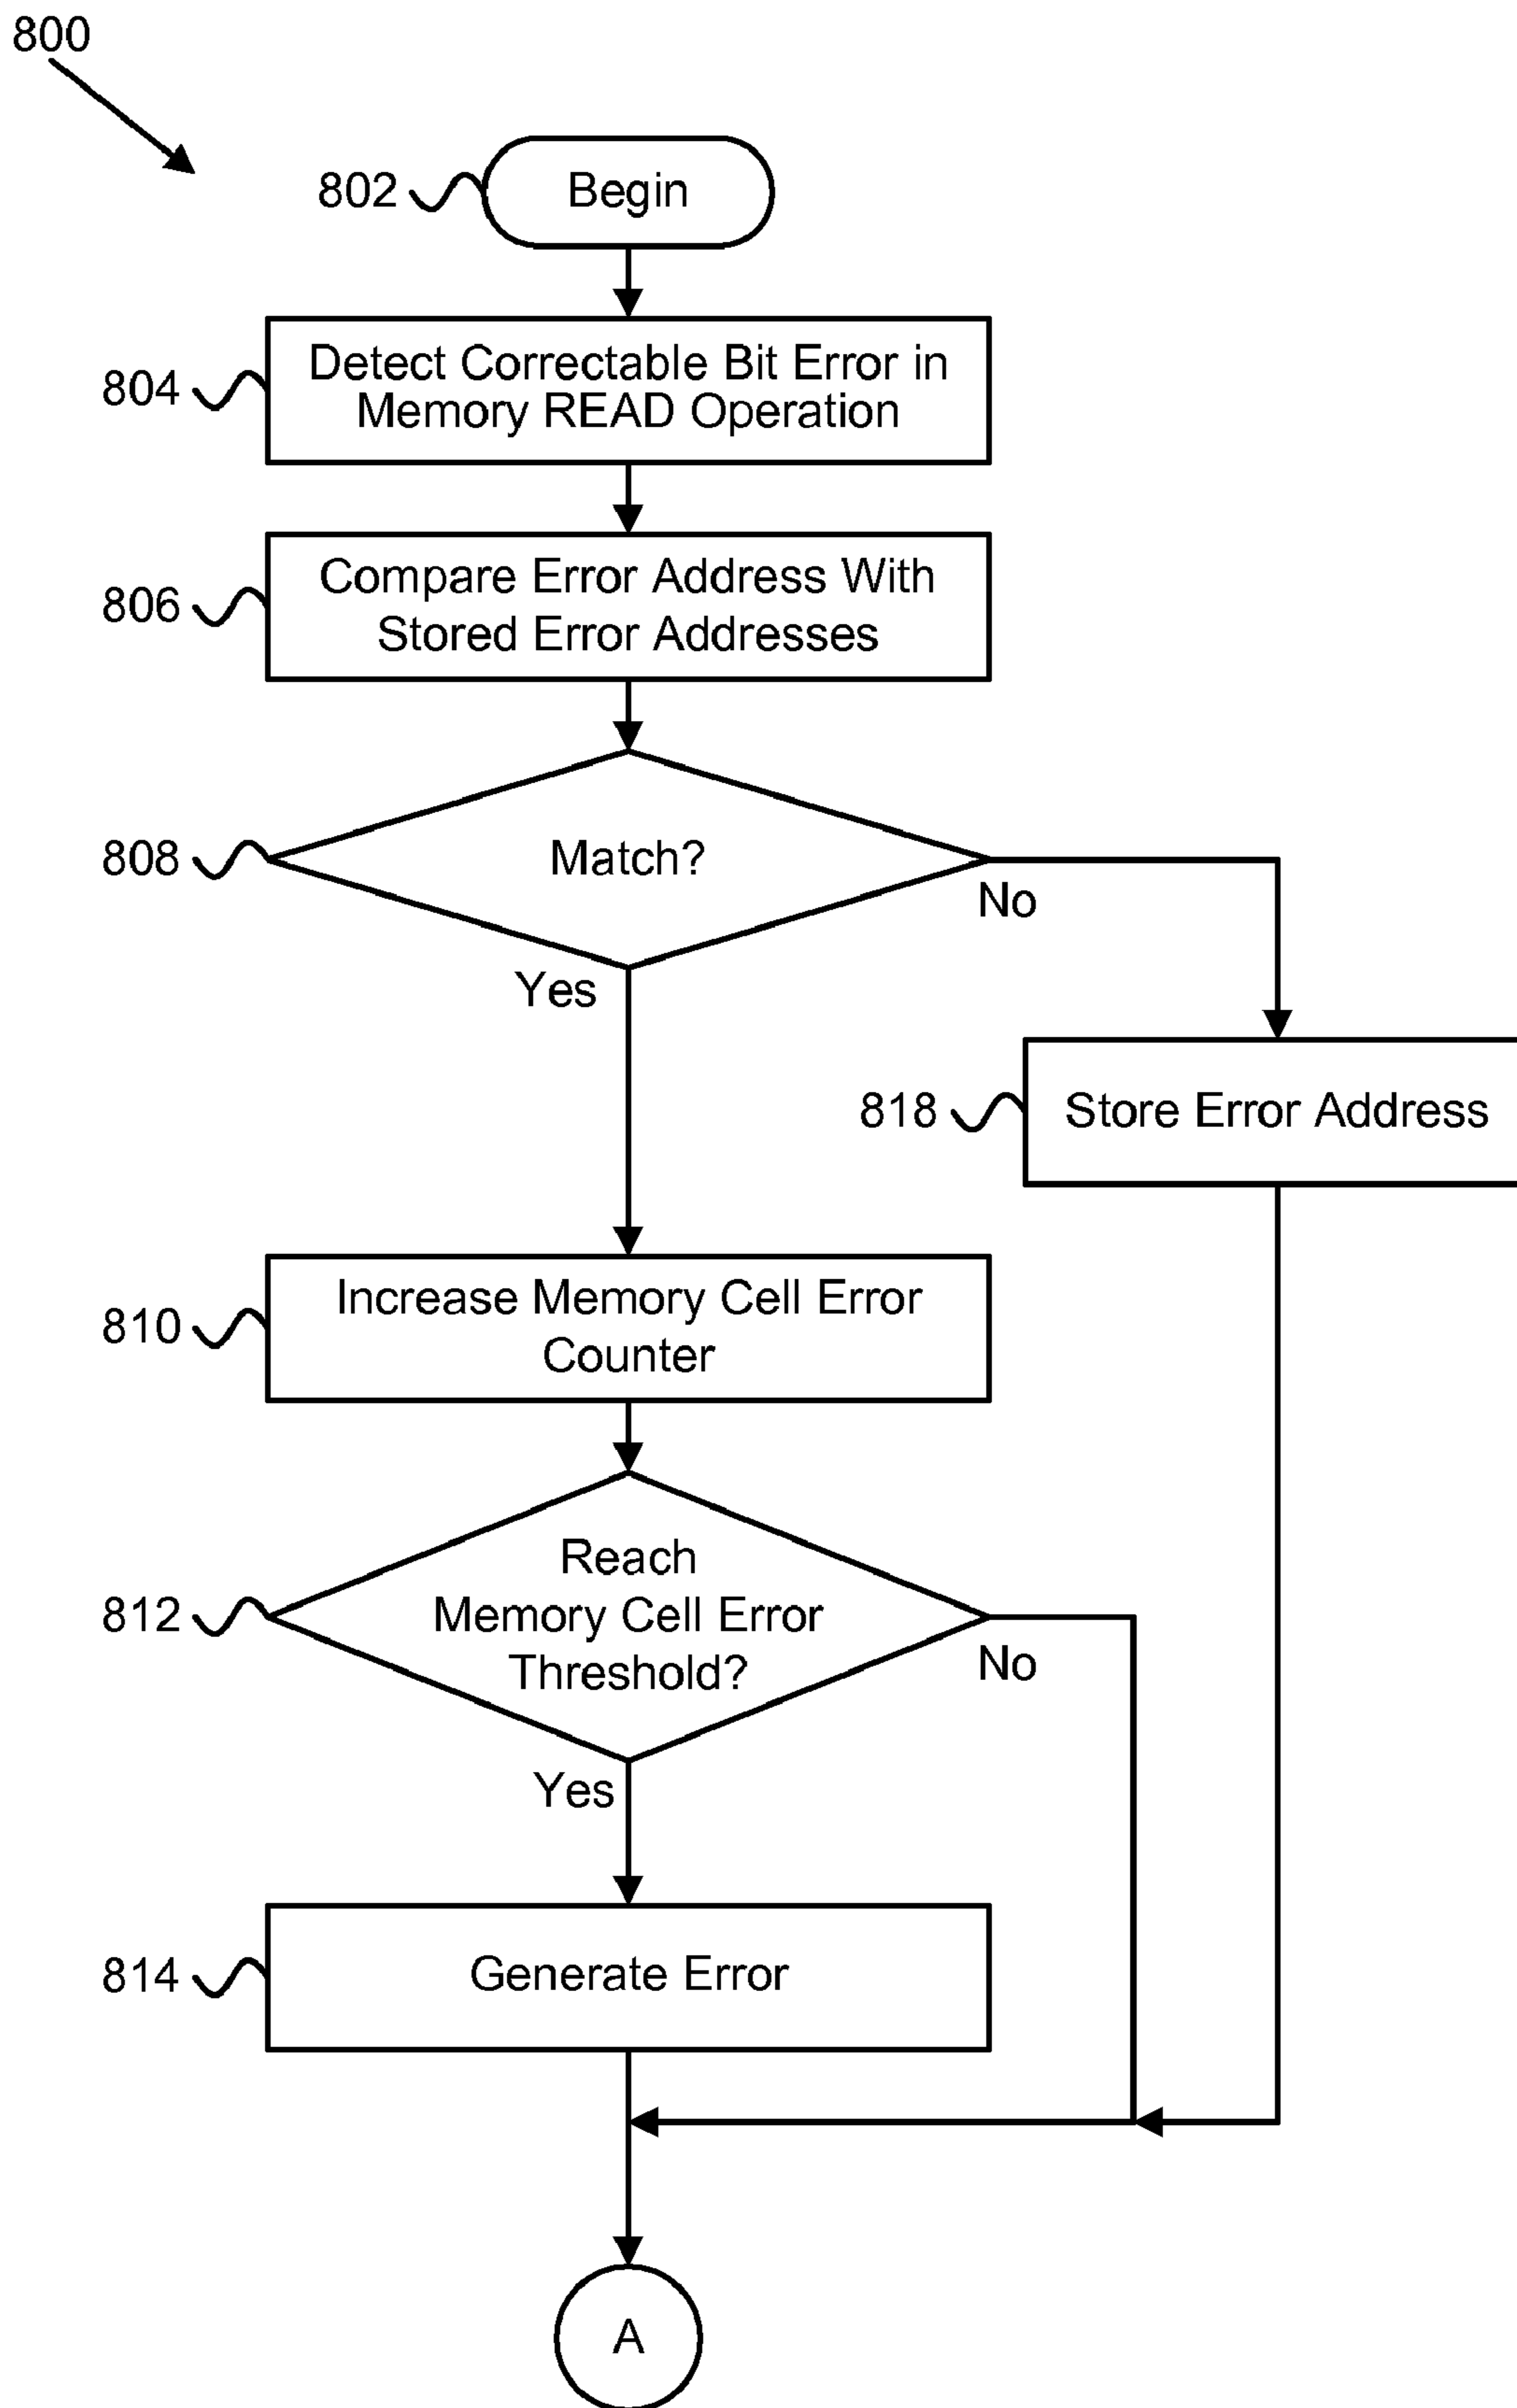 800
802
Begin
804
Detect Correctable Bit Error in
Memory READ Operation
806
Compare Error Address With
Stored Error Addresses
808
Match?
No
Yes
818
Store Error Address
810
Increase Memory Cell Error
Counter
812
Reach
Memory Cell Error
Threshold?
No
Yes
814
Generate Error
A